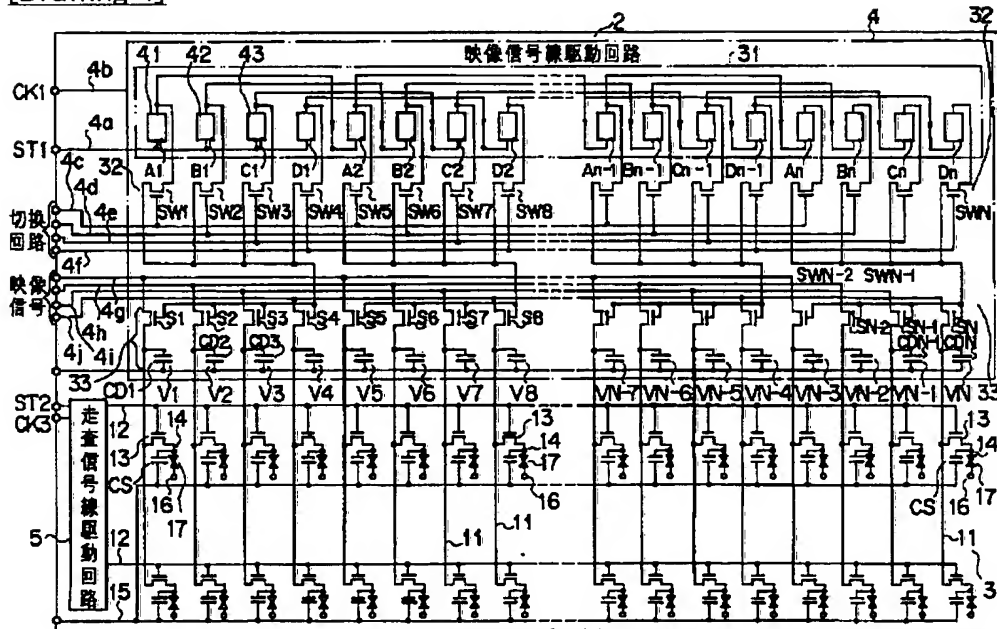 [Drawing 4]
2
4
32
映像信号線駆動回路
31
41
42
43
4b
CK1
4a
ST1
A1 B1 C1 D1 A2 B2 C2 D2 An-1 Bn-1 Cn-1 Dn-1 An Bn Cn Dn
4c
32
4d
SW1 SW2 SW3 SW4 SW5 SW6 SW7 SW8 SWN
切換
回路
4e
4f
SWN-2 SWN-1
映像
信号
4g
4h
4i
4j
S1 S2 S3 S4 S5 S6 S7 S8 SN-2 SN-1 SN
CD2 CD3 CDN-1 CDN
33
CD1 V1 V2 V3 V4 V5 V6 V7 V8 VN-7 VN-6 VN-5 VN-4 VN-3 VN-2 VN-1 VN
33
ST2
CK3
12
13
14
13
14
17
16
13
14
CS
16
17
CS
16
17
11
11
11
5
走査信号線駆動回路
12
15
3